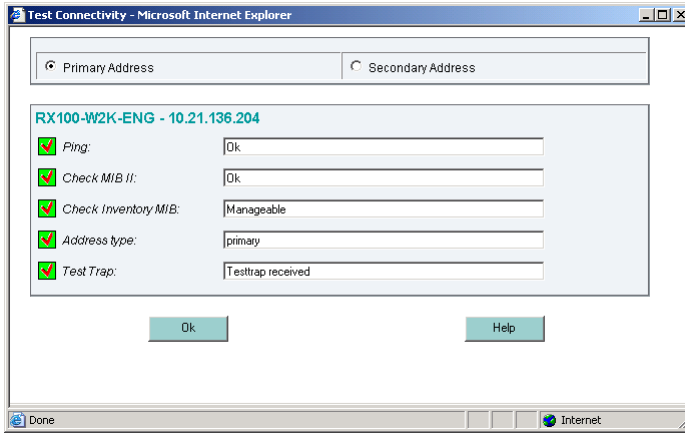 Test Connectivity - Microsoft Internet Explorer
Primary Address Secondary Address
RX100-W2K-ENG - 10.21.136.204
Ping: Ok
Check MIB II: Ok
Check Inventory MIB: Manageable
Address type: primary
Test Trap: Testtrap received
Ok Help
Done Internet